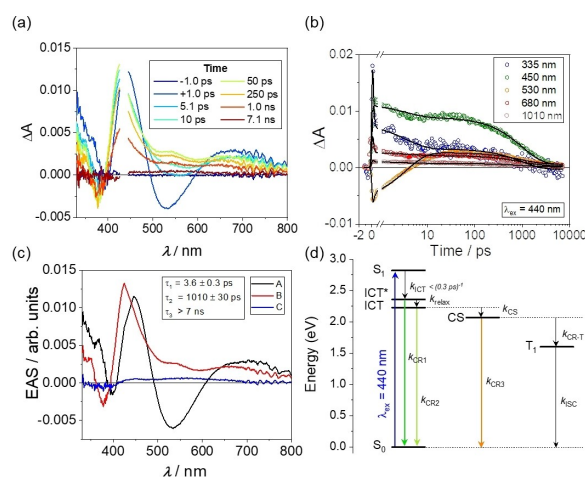 (a)
0.015
0.010
0.005
0.000
-0.005
ΔA
Time
-1.0 ps
50 ps
+1.0 ps
250 ps
5.1 ps
1.0 ns
10 ps
7.1 ns
400
500
600
700
800
λ / nm
(b)
0.02
0.01
0.00
-0.01
ΔA
335 nm
450 nm
530 nm
680 nm
1010 nm
λex = 440 nm
-2
0
10
100
1000
10000
Time / ps
(c)
0.015
0.010
0.005
0.000
-0.005
EAS / arb. units
τ1 = 3.6 ± 0.3 ps
τ2 = 1010 ± 30 ps
τ3 > 7 ns
A
B
C
400
500
600
700
800
λ / nm
(d)
3.0
2.5
2.0
1.5
1.0
0.5
0.0
Energy (eV)
S1
ICT*
ICT
kICT < (0.3 ps)-1
krelax
kCS
CS
kCR-T
T1
kCR1
kCR2
kCR3
kISC
λex = 440 nm
S0